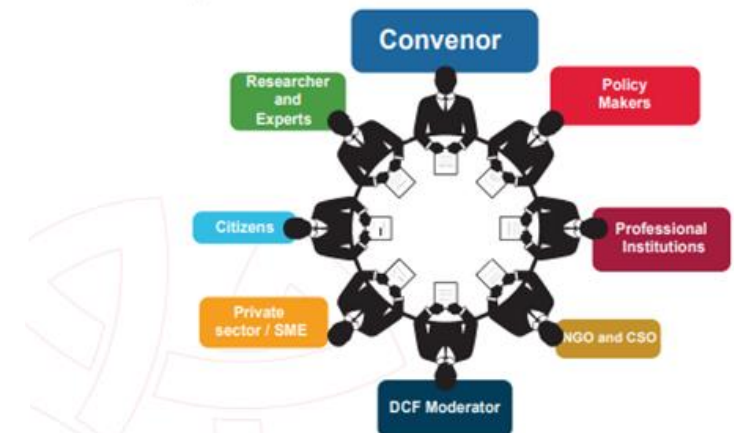 Convenor
Researcher
and
Experts
Policy
Makers
Citizens
Professional
Institutions
Private
sector / SME
NGO and CSO
DCF Moderator